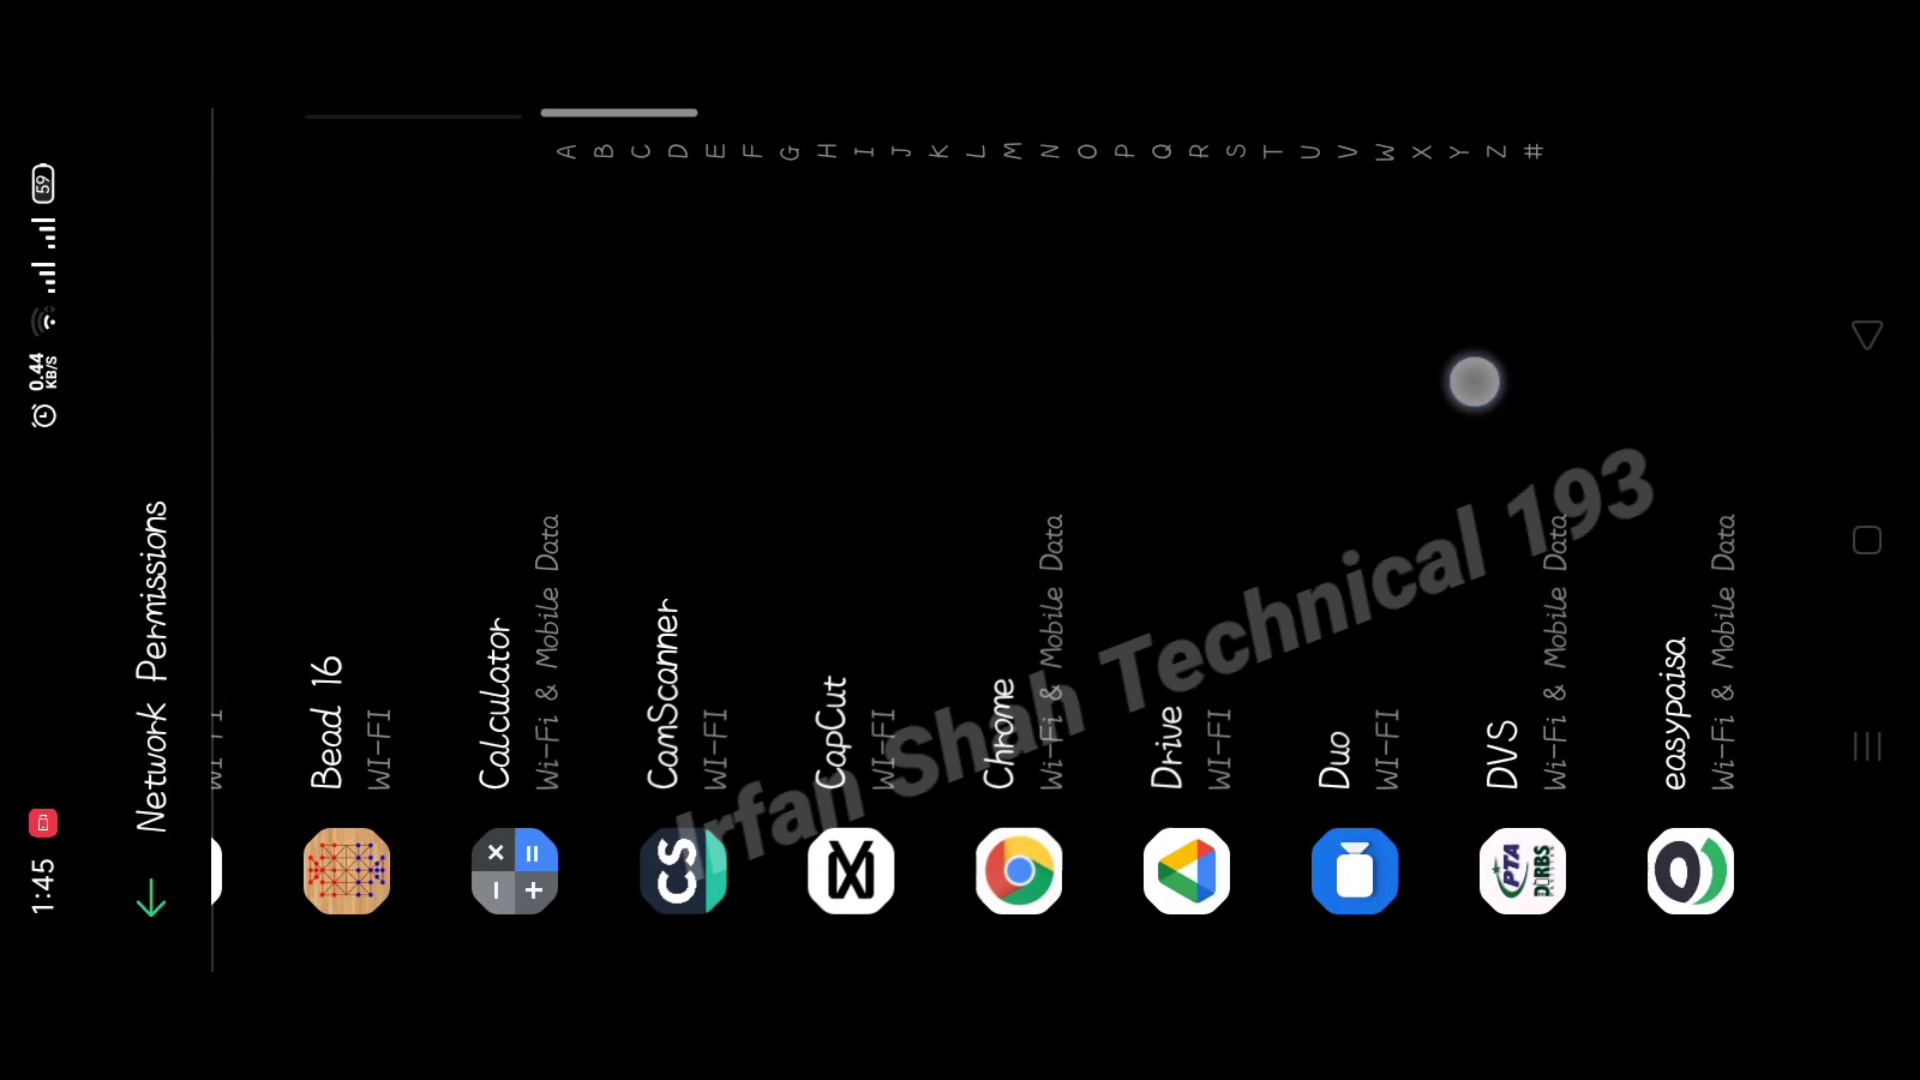 1:45
0.44
KB/S
59
Network Permissions
WI-FI
Bead 16
WI-FI
Calculator
Wi-Fi & Mobile Data
CS
CamScanner
WI-FI
CapCut
WI-FI
Chrome
Wi-Fi & Mobile Data
Drive
WI-FI
Duo
WI-FI
PTA
DIRBS
DVS
Wi-Fi & Mobile Data
easypaisa
Wi-Fi & Mobile Data
A
B
C
D
E
F
G
H
I
J
K
L
M
N
O
P
Q
R
S
T
U
V
W
X
Y
Z
#
Irfan Shah Technical 193